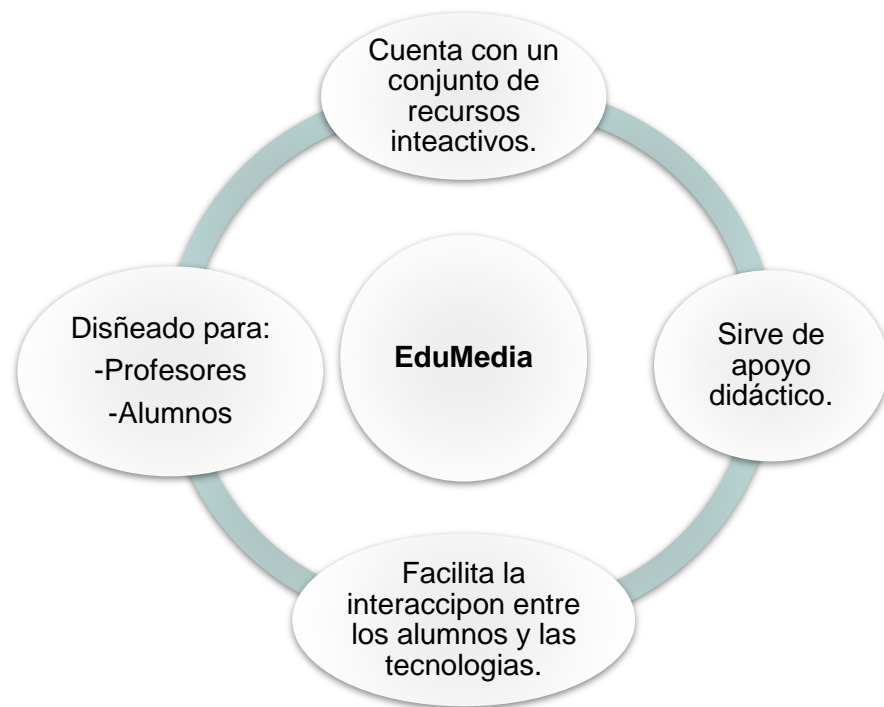 Cuenta con un
conjunto de
recursos
inteactivos.
Disñeado para:
-Profesores
-Alumnos
EduMedia
Sirve de
apoyo
didáctico.
Facilita la
interaccipon entre
los alumnos y las
tecnologias.